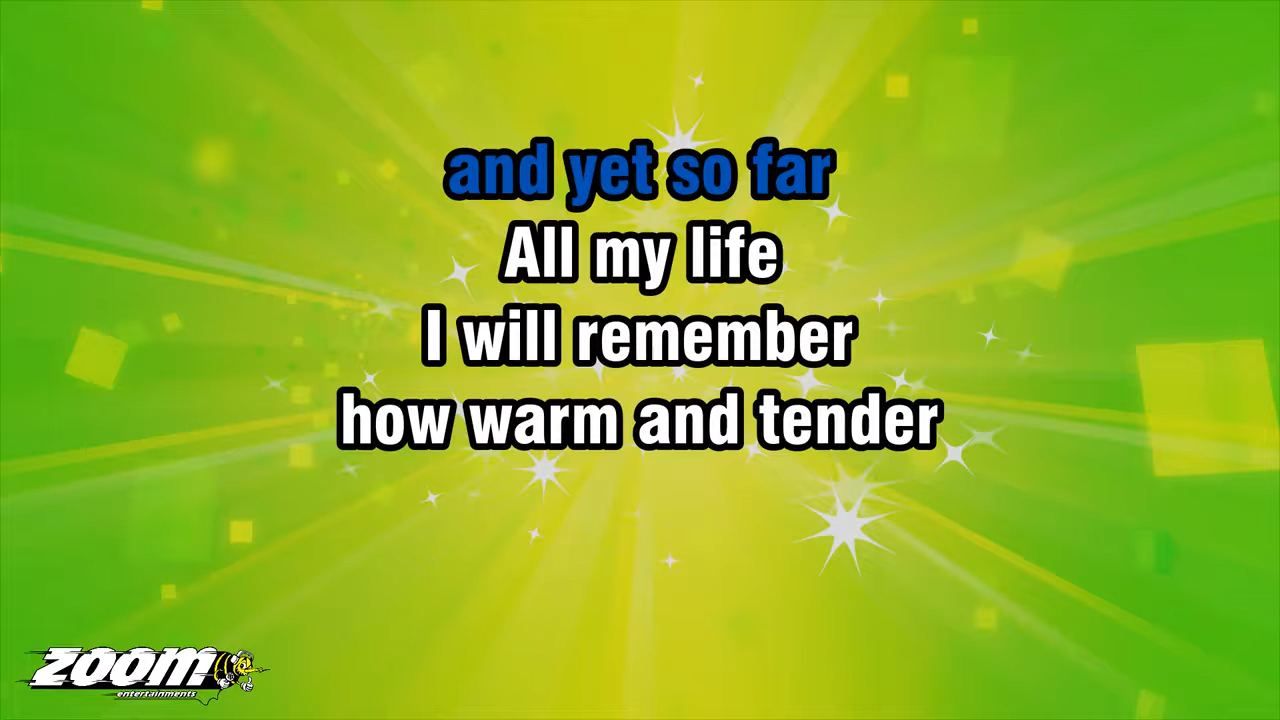 and yet so far
All my life
I will remember
how warm and tender
ZOOM
entertainments